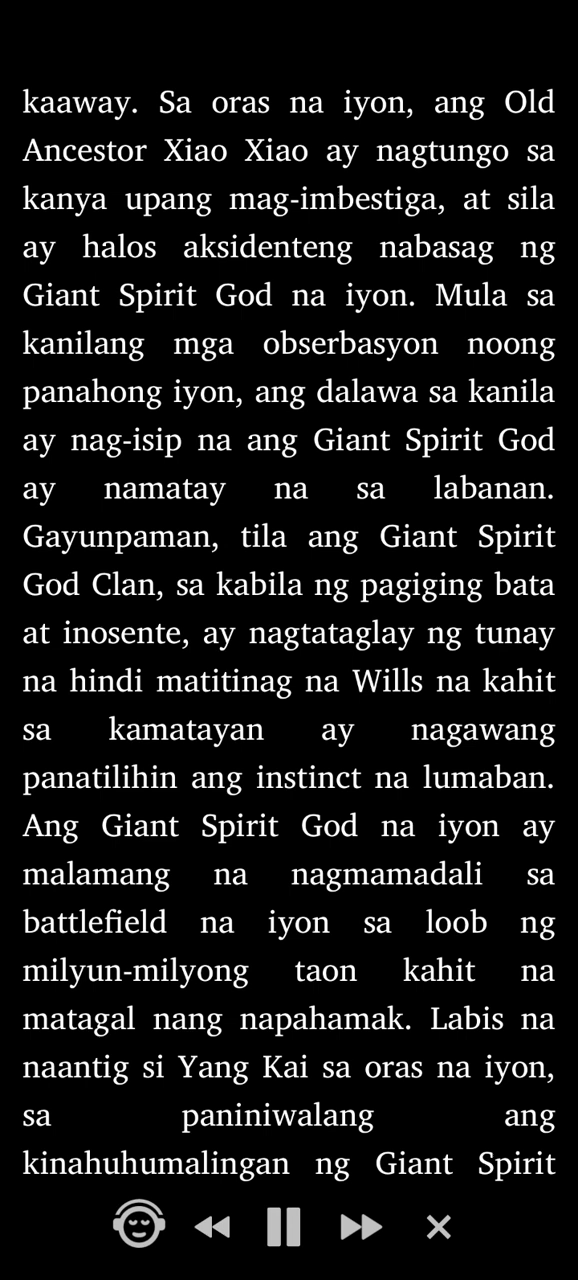 kaaway. Sa oras na iyon, ang Old
Ancestor Xiao Xiao ay nagtungo sa
kanya upang mag-imbestiga, at sila
ay halos aksidenteng nabasag ng
Giant Spirit God na iyon. Mula sa
kanilang mga obserbasyon noong
panahong iyon, ang dalawa sa kanila
ay nag-isip na ang Giant Spirit God
ay namatay na sa labanan.
Gayunpaman, tila ang Giant Spirit
God Clan, sa kabila ng pagiging bata
at inosente, ay nagtataglay ng tunay
na hindi matitinag na Wills na kahit
sa kamatayan ay nagawang
panatilihin ang instinct na lumaban.
Ang Giant Spirit God na iyon ay
malamang na nagmamadali sa
battlefield na iyon sa loob ng
milyun-milyong taon kahit na
matagal nang napahamak. Labis na
naantig si Yang Kai sa oras na iyon,
sa paniniwalang ang
kinahuhumalingan ng Giant Spirit